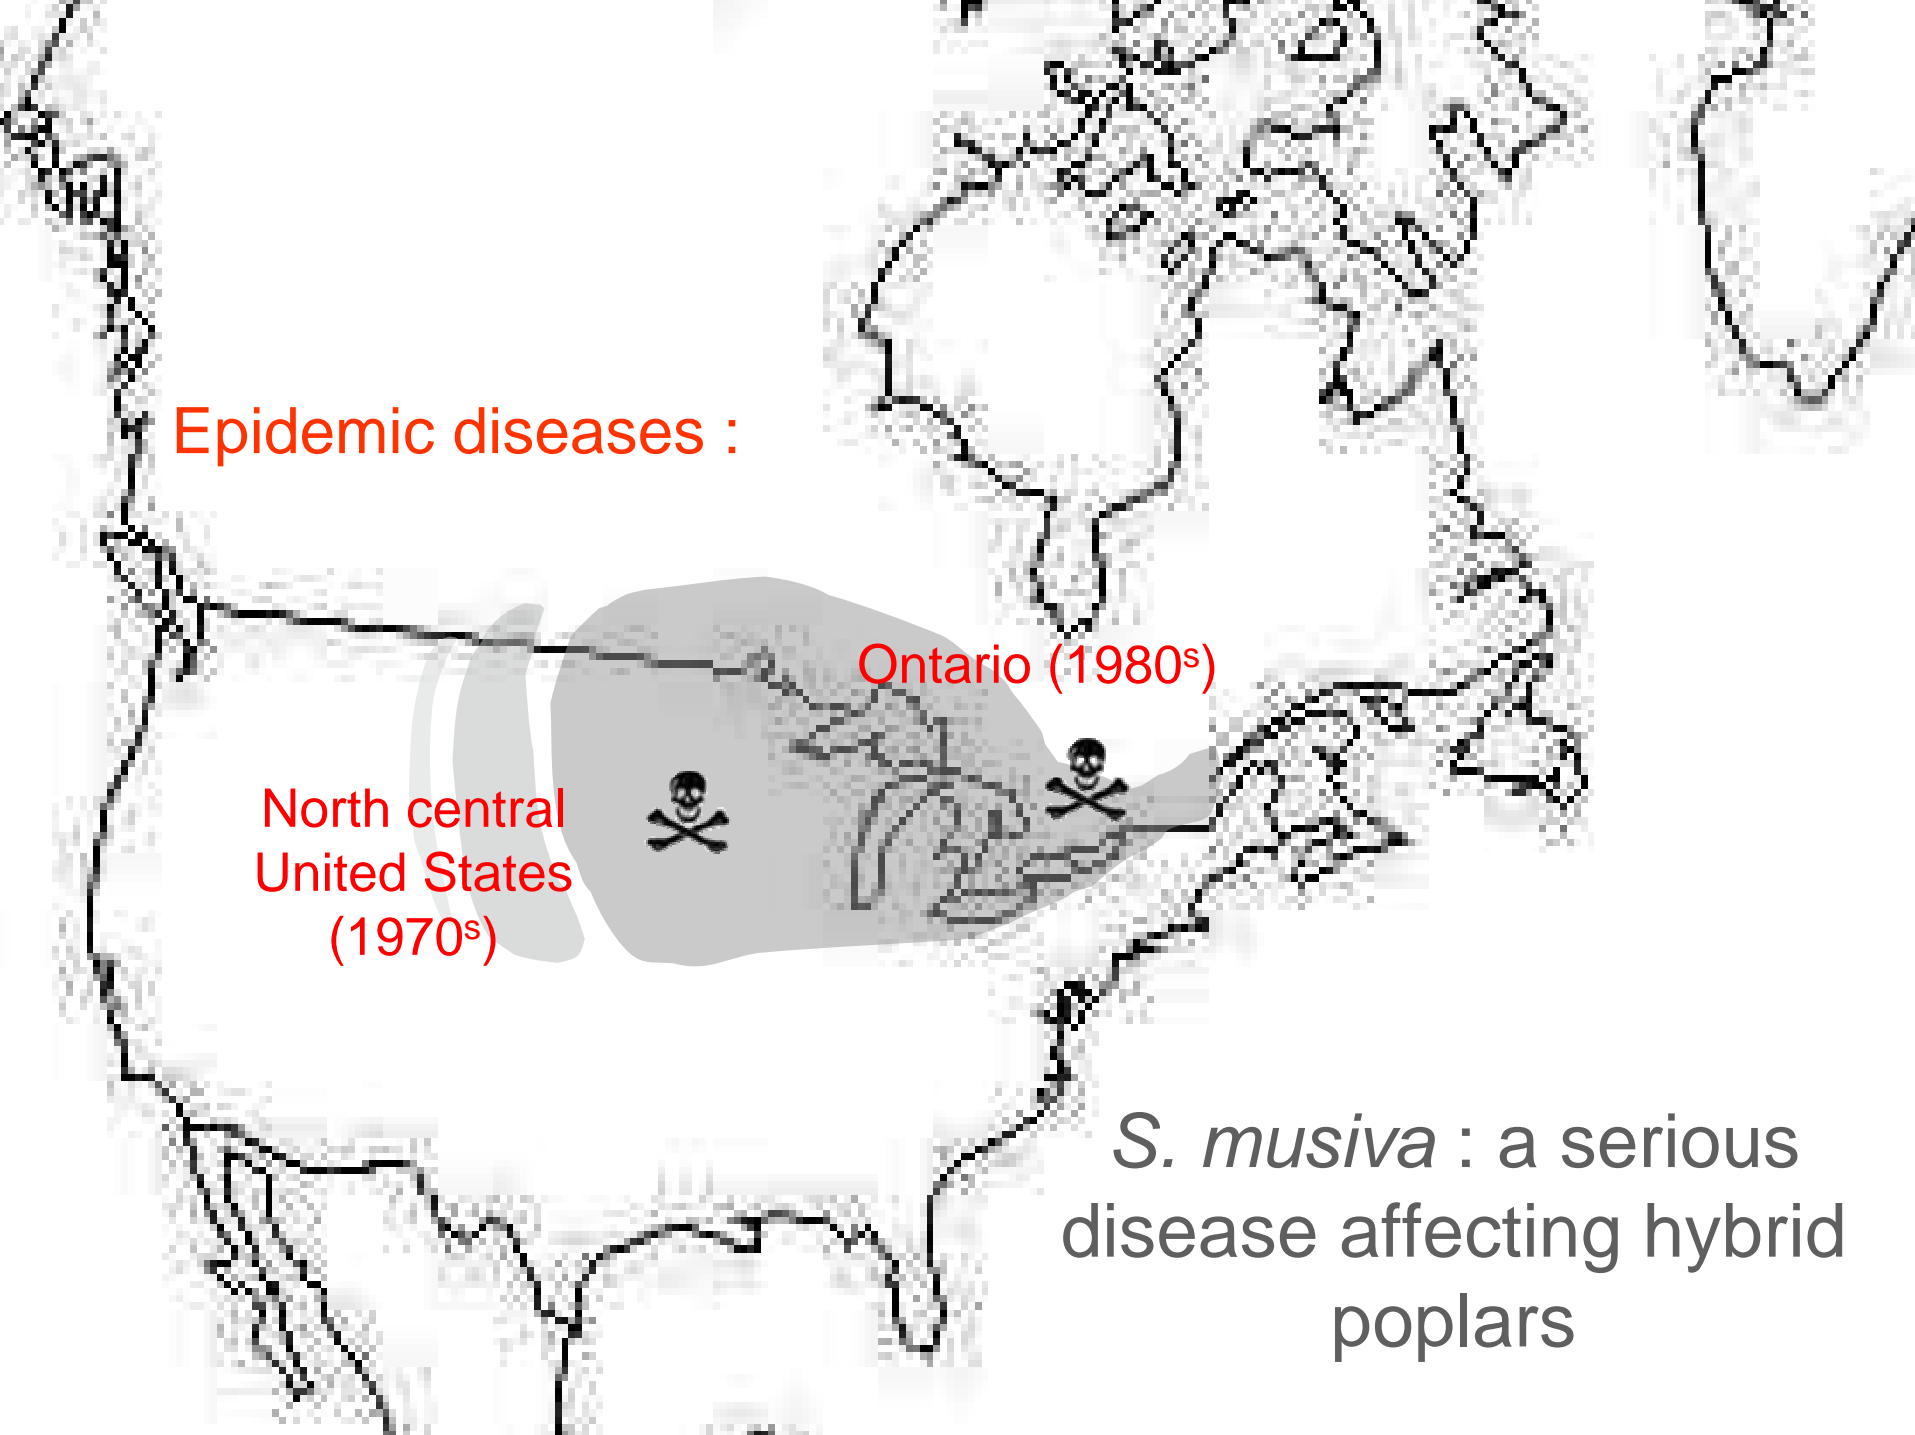 Epidemic diseases :
Ontario (1980s)
North central
United States
(1970s)
S. musiva : a serious
disease affecting hybrid
poplars